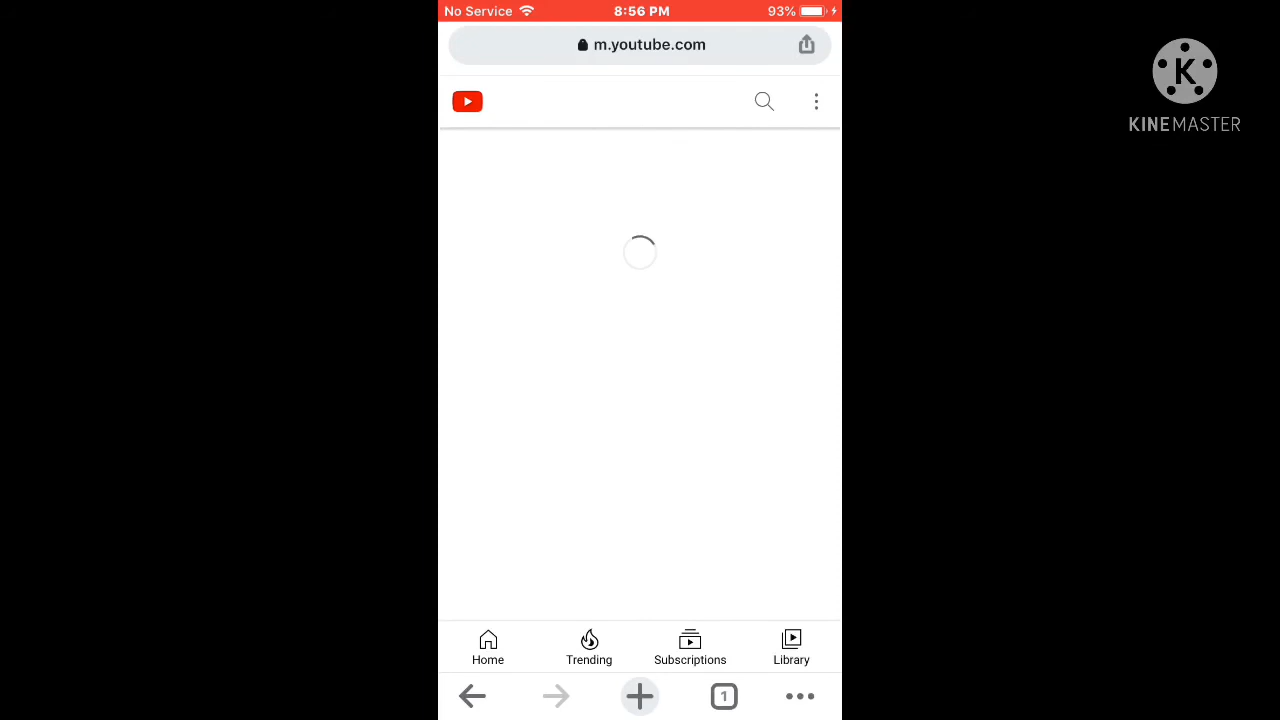 No Service 8:56 PM 93%
m.youtube.com
K
KINEMASTER
Home Trending Subscriptions Library
1